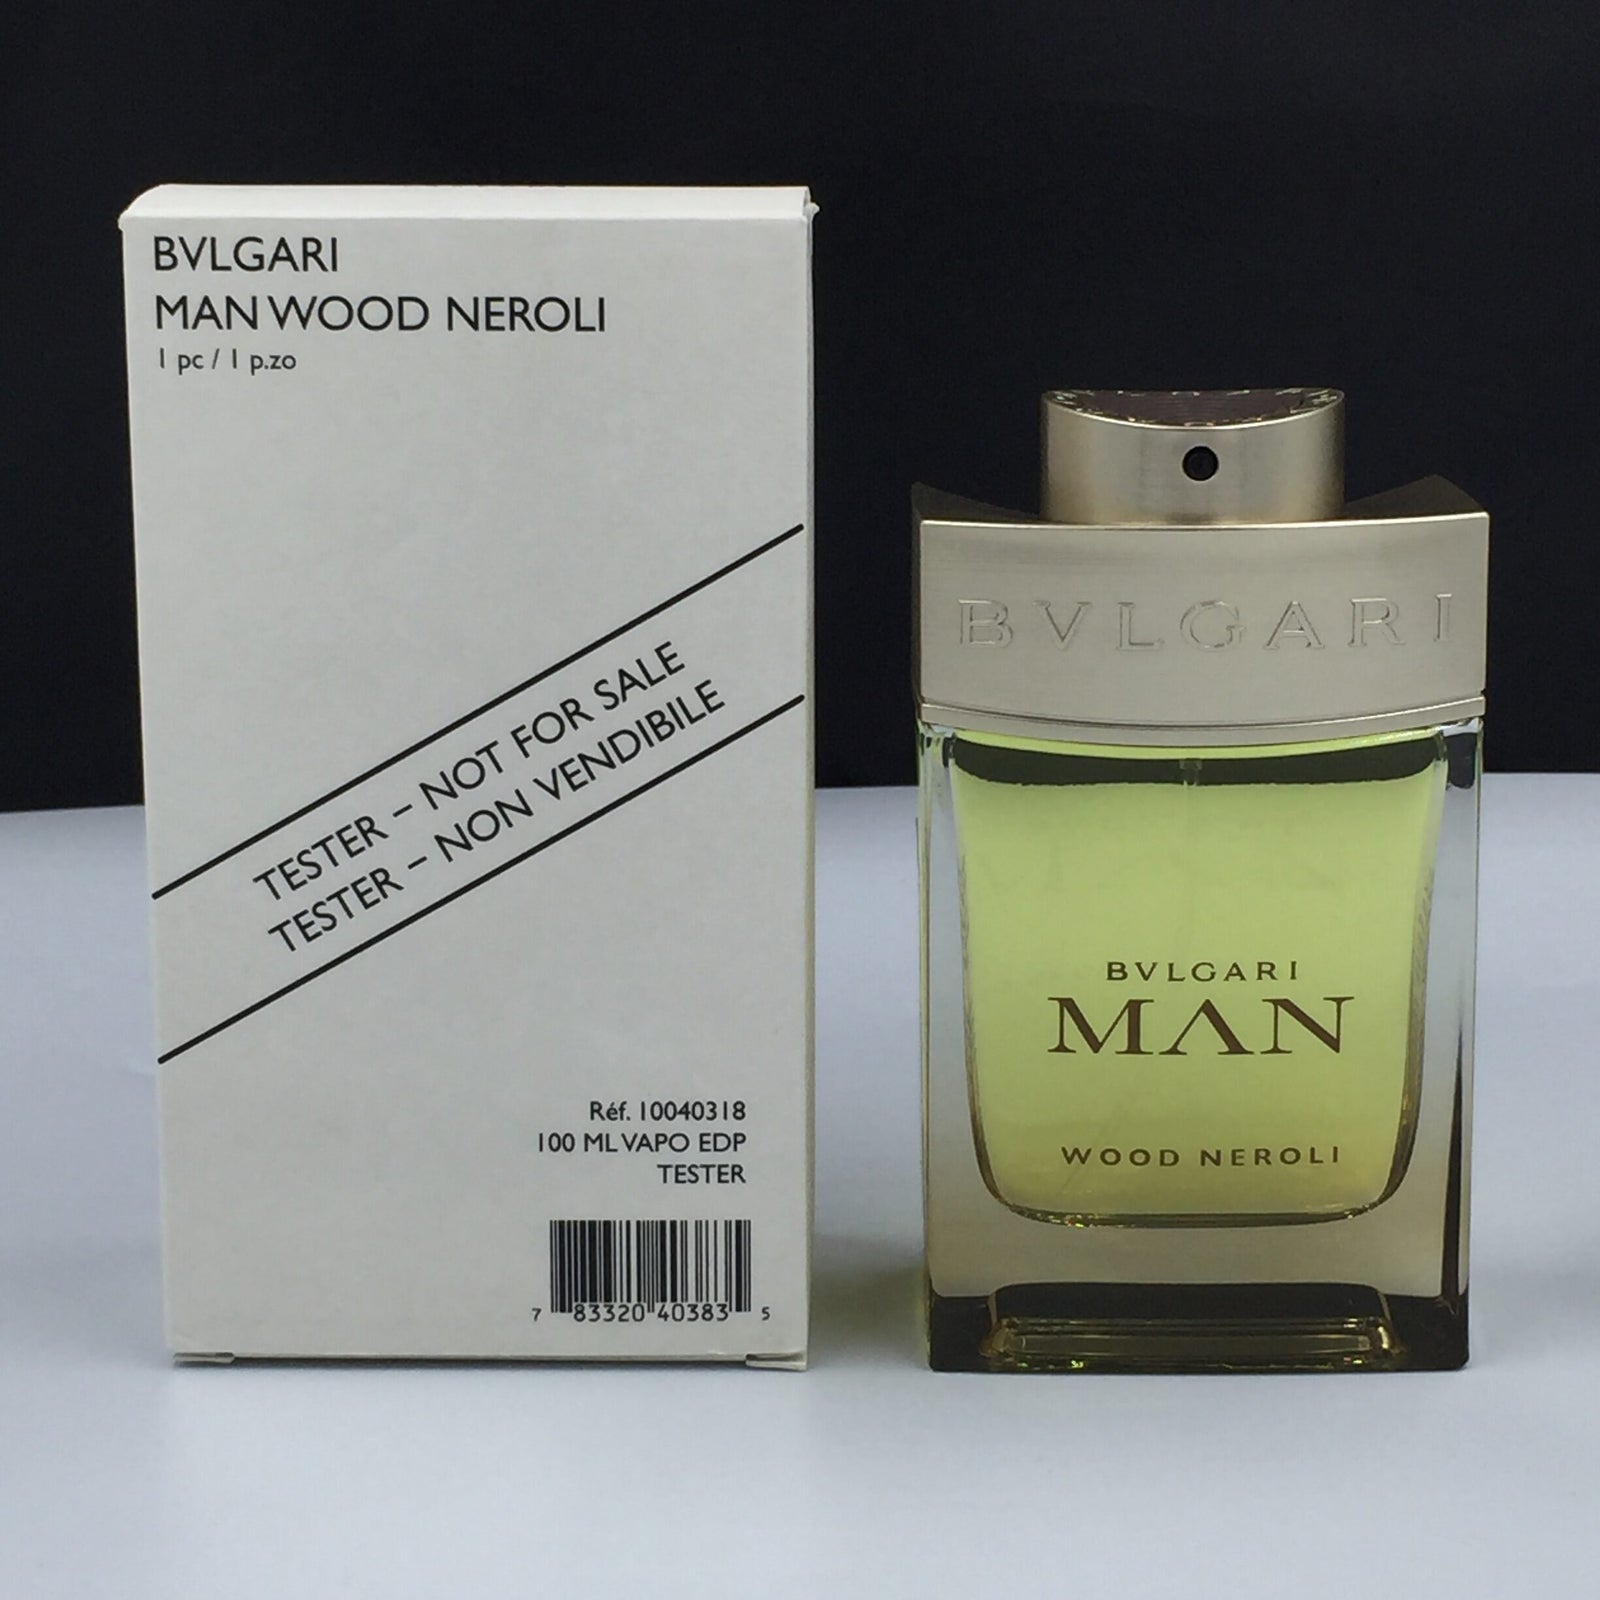 BVLGARI
MAN WOOD NEROLI
1 pc / 1 p.zo
TESTER – NOT FOR SALE
TESTER – NON VENDIBILE
Réf. 10040318
100 ML VAPO EDP
TESTER
7 83320 40383 5
BVLGARI
BVLGARI
MAN
WOOD NEROLI